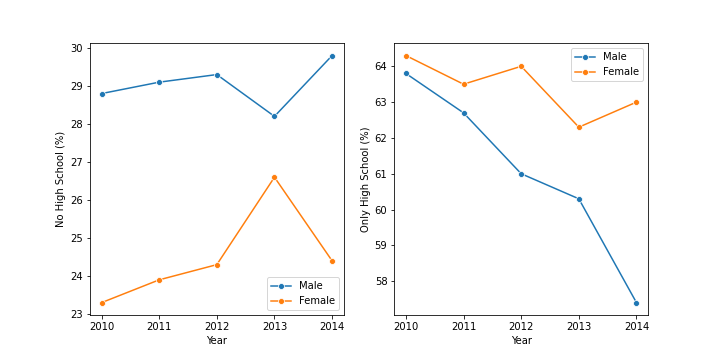 30
29
28
27
26
25
24
23
No High School (%)
2010 2011 2012 2013 2014
Year
Male
Female
64
63
62
61
60
59
58
Only High School (%)
2010 2011 2012 2013 2014
Year
Male
Female